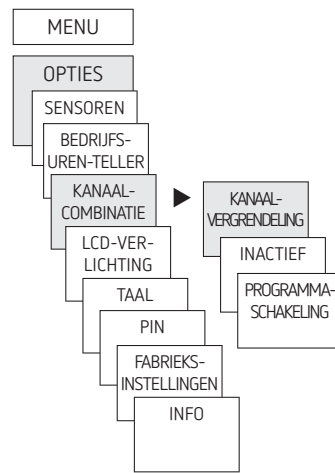 MENU
OPTIES
SENSOREN
BEDRIJFS-
UREN-TELLER
KANAAL-
COMBINATIE
LCD-VER-
LICHTING
TAAL
PIN
FABRIEKS-
INSTELLINGEN
INFO
KANAAL-
VERGRENDELING
INACTIEF
PROGRAMMA-
SCHAKELING